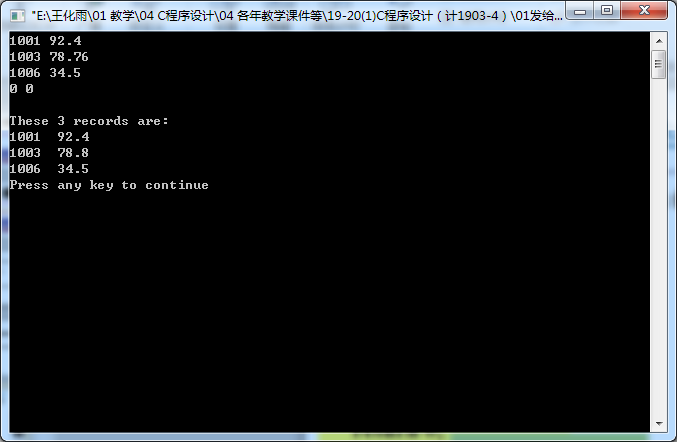 "E:\王化雨\01 教学\04 C程序设计\04 各年教学课件等\19-20(1)C程序设计（计1903-4）\01发给...
1001 92.4
1003 78.76
1006 34.5
0 0
These 3 records are:
1001  92.4
1003  78.8
1006  34.5
Press any key to continue